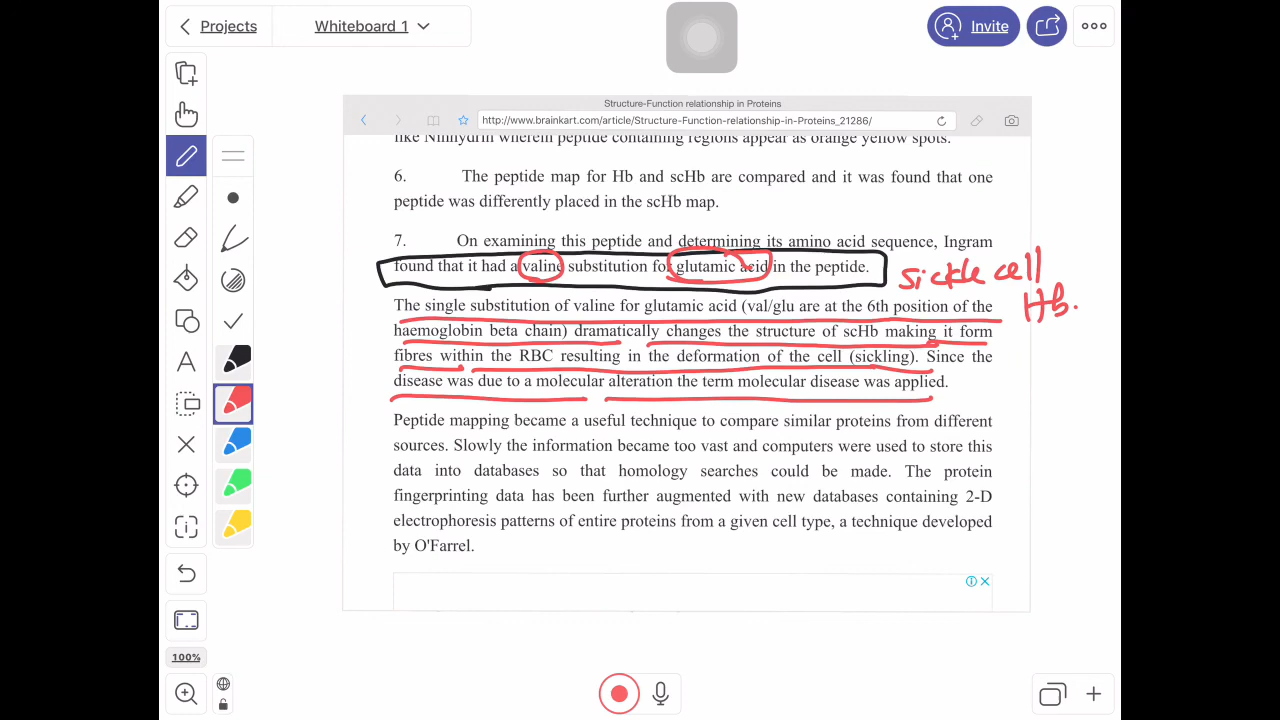 Projects
Whiteboard 1
Invite
Structure-Function relationship in Proteins
http://www.brainkart.com/article/Structure-Function-relationship-in-Proteins_21286/
like Ninhydrin wherein peptide containing regions appear as orange yellow spots.
6. The peptide map for Hb and scHb are compared and it was found that one
peptide was differently placed in the scHb map.
7. On examining this peptide and determining its amino acid sequence, Ingram
found that it had a valine substitution for glutamic acid in the peptide.
sickle cell
Hb.
The single substitution of valine for glutamic acid (val/glu are at the 6th position of the
haemoglobin beta chain) dramatically changes the structure of scHb making it form
fibres within the RBC resulting in the deformation of the cell (sickling). Since the
disease was due to a molecular alteration the term molecular disease was applied.
Peptide mapping became a useful technique to compare similar proteins from different
sources. Slowly the information became too vast and computers were used to store this
data into databases so that homology searches could be made. The protein
fingerprinting data has been further augmented with new databases containing 2-D
electrophoresis patterns of entire proteins from a given cell type, a technique developed
by O'Farrel.
A
100%